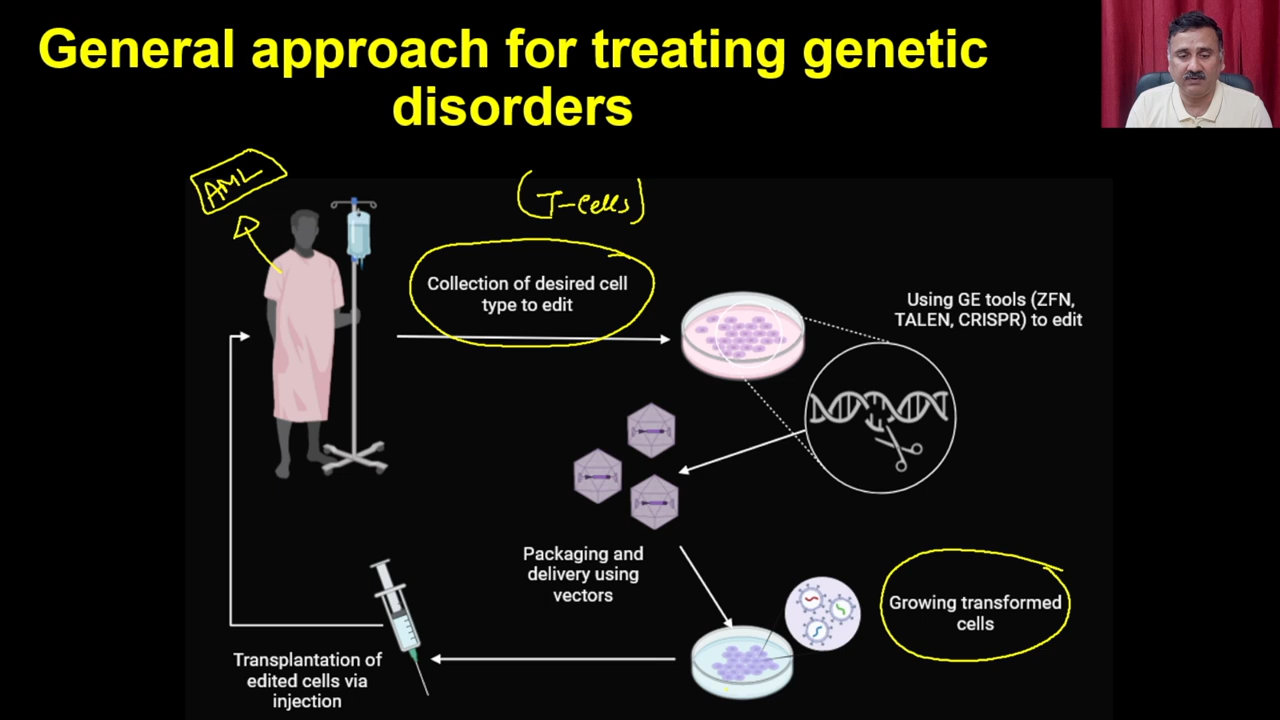 General approach for treating genetic
disorders
AML
(T-cells)
Collection of desired cell
type to edit
Using GE tools (ZFN,
TALEN, CRISPR) to edit
Packaging and
delivery using
vectors
Growing transformed
cells
Transplantation of
edited cells via
injection